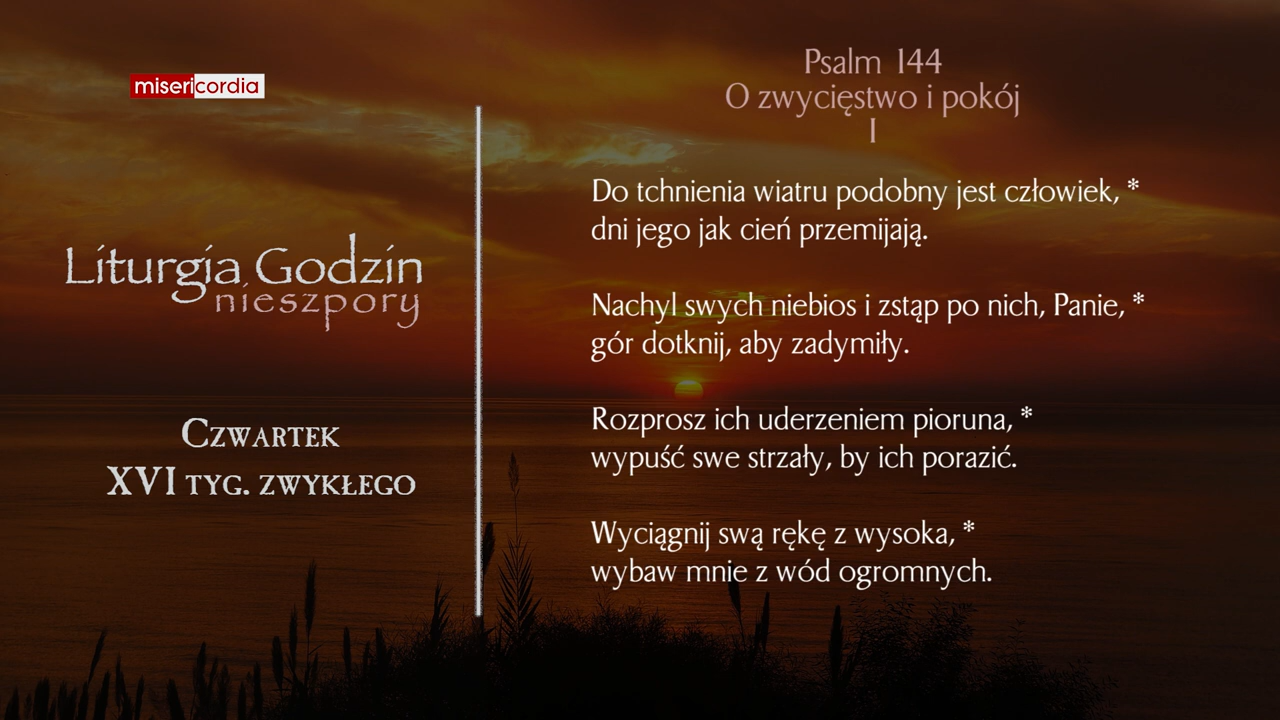 misericordia
Liturgia Godzin
nieszpory
Czwartek
XVI tyg. zwykłego
Psalm 144
O zwycięstwo i pokój
I
Do tchnienia wiatru podobny jest człowiek, *
dni jego jak cień przemijają.
Nachyl swych niebios i zstąp po nich, Panie, *
gór dotknij, aby zadymiły.
Rozprosz ich uderzeniem pioruna, *
wypuść swe strzały, by ich porazić.
Wyciągnij swą rękę z wysoka, *
wybaw mnie z wód ogromnych.